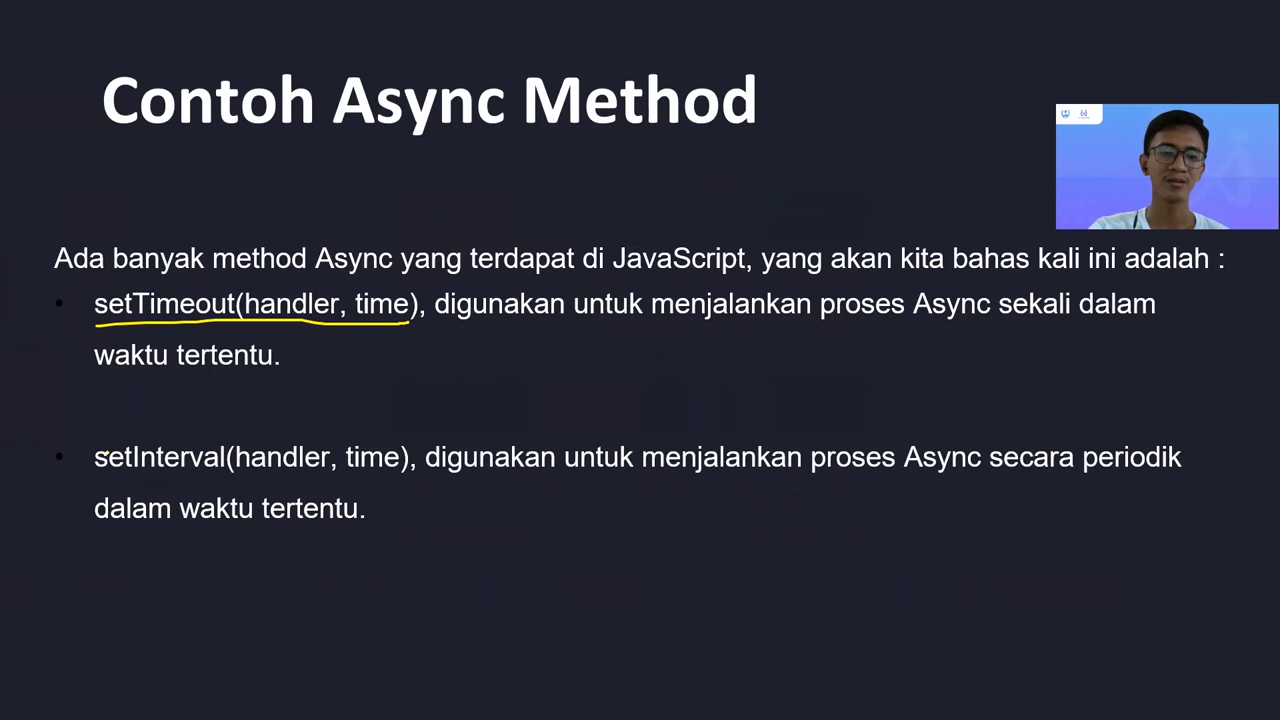 Contoh Async Method
Ada banyak method Async yang terdapat di JavaScript, yang akan kita bahas kali ini adalah :
• setTimeout(handler, time), digunakan untuk menjalankan proses Async sekali dalam
waktu tertentu.
• setInterval(handler, time), digunakan untuk menjalankan proses Async secara periodik
dalam waktu tertentu.